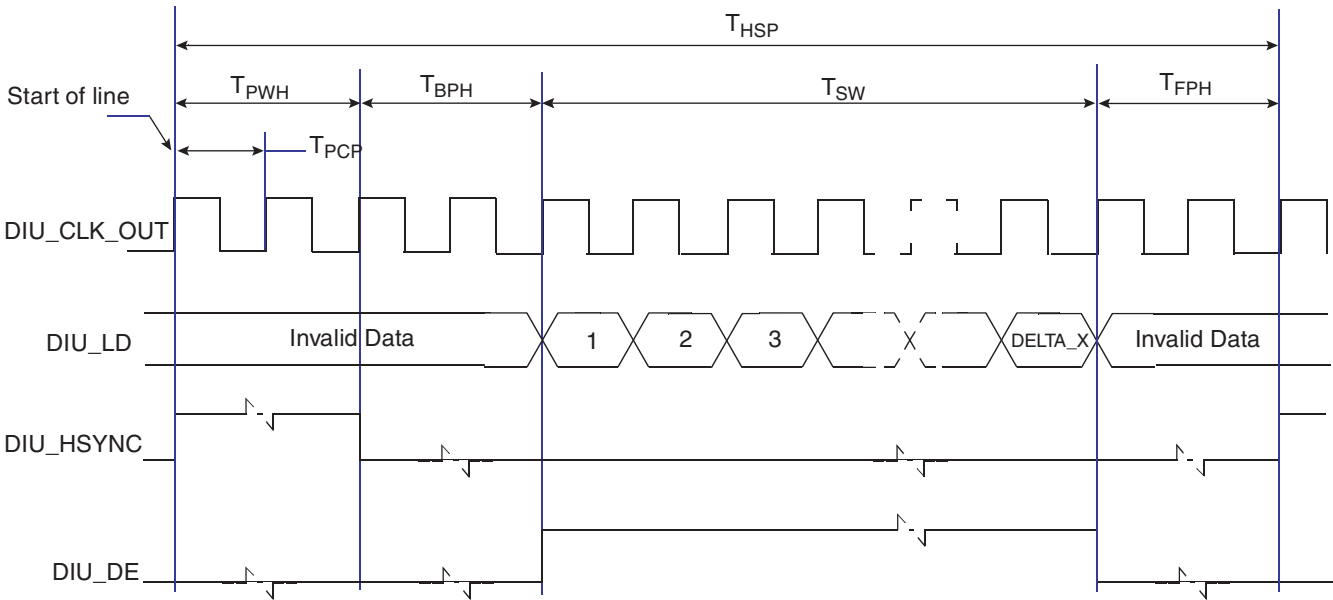 T_HSP
T_PWH T_BPH T_SW T_FPH
Start of line
T_PCP
DIU_CLK_OUT
DIU_LD Invalid Data 1 2 3 DELTA_X Invalid Data
DIU_HSYNC
DIU_DE